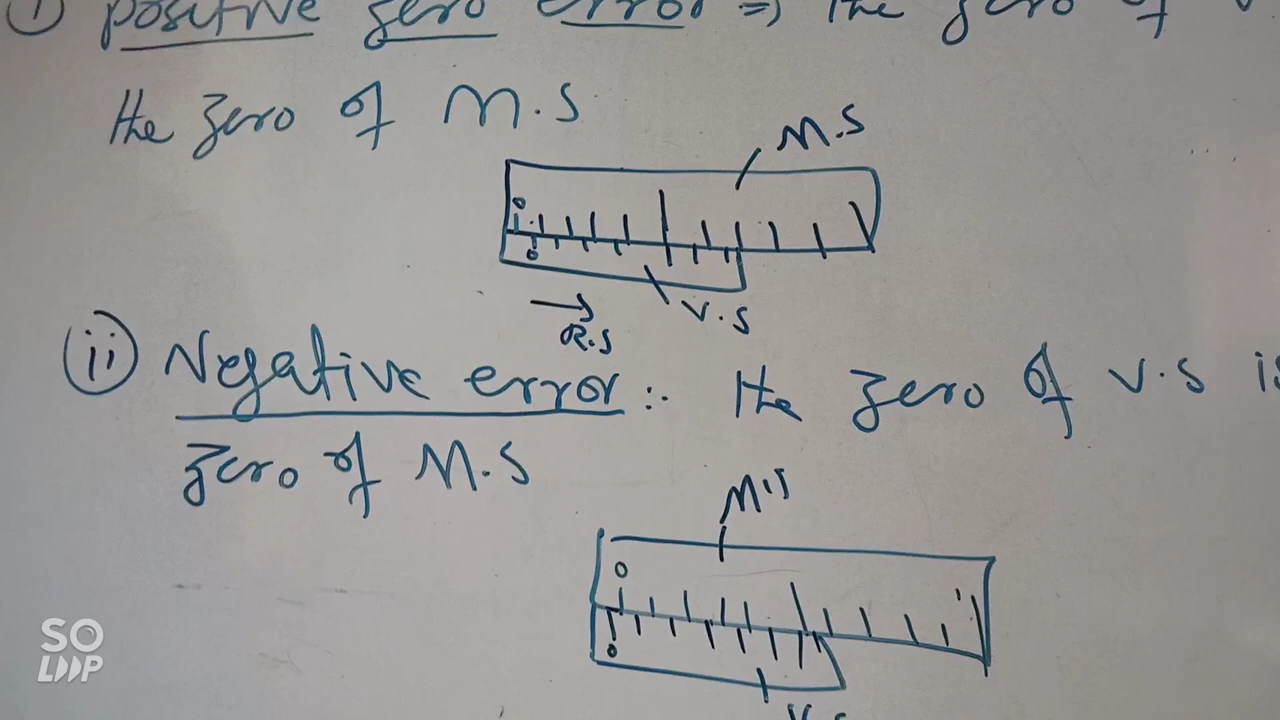 i) positive zero error ⇒ the zero of
the zero of M.S
M.S
0
0
V.S
R.S
(ii) Negative error :- the zero of V.S is
zero of M.S
M.S
0
0
V.S
SO
LOOP